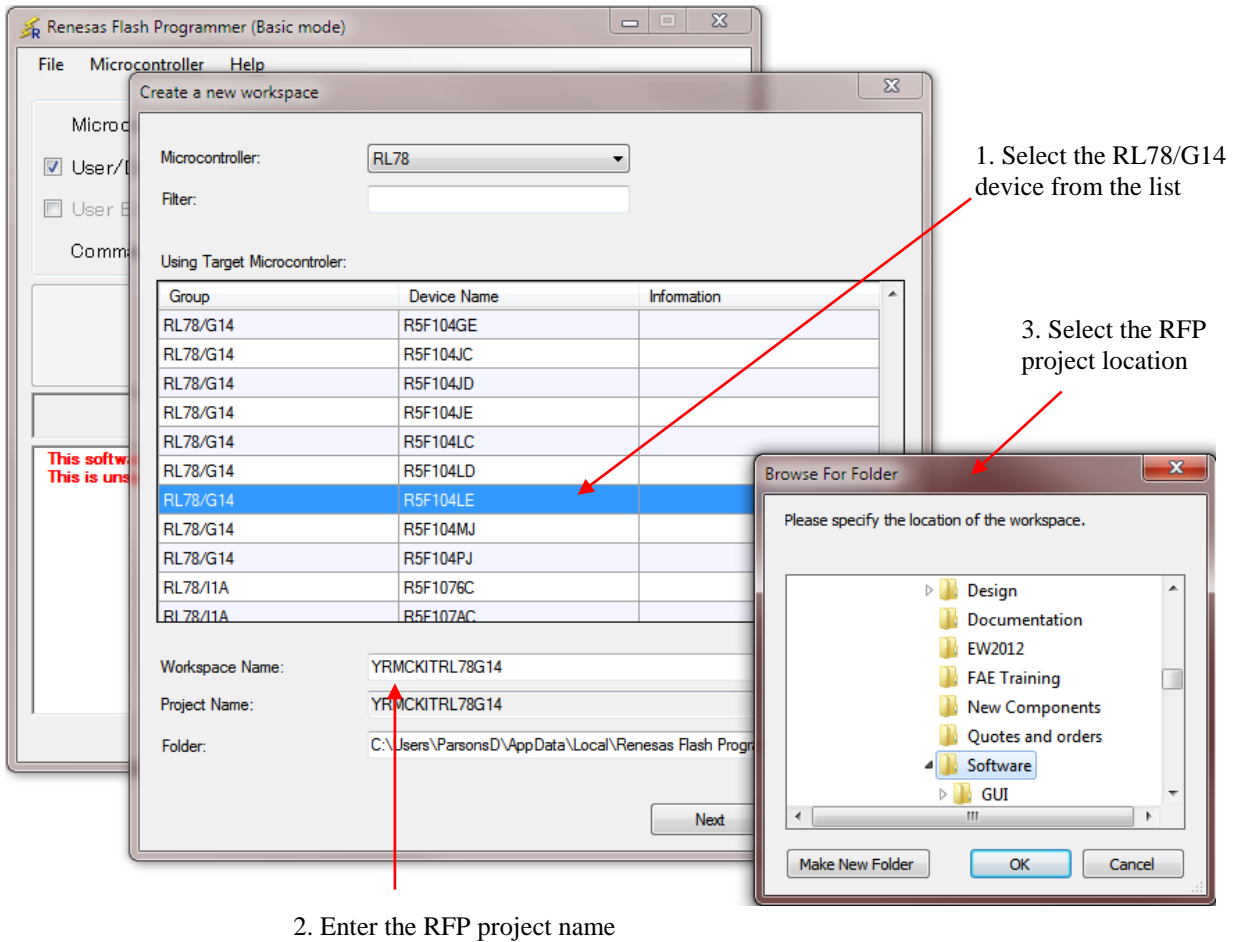 Renesas Flash Programmer (Basic mode)
File Microcontroller Help
Create a new workspace
Microcontroller:
RL78
Filter:
Using Target Microcontroler:
Group Device Name Information
RL78/G14 R5F104GE
RL78/G14 R5F104JC
RL78/G14 R5F104JD
RL78/G14 R5F104JE
RL78/G14 R5F104LC
RL78/G14 R5F104LD
RL78/G14 R5F104LE
RL78/G14 R5F104MJ
RL78/G14 R5F104PJ
RL78/I1A R5F1076C
RL78/I1A R5F107AC
Workspace Name: YRMCKITRL78G14
Project Name: YRMCKITRL78G14
Folder: C:\Users\ParsonsD\AppData\Local\Renesas Flash Progr
Next
User/
User
This
This is
1. Select the RL78/G14
device from the list
3. Select the RFP
project location
Browse For Folder
Please specify the location of the workspace.
Design
Documentation
EW2012
FAE Training
New Components
Quotes and orders
Software
GUI
Make New Folder OK Cancel
2. Enter the RFP project name